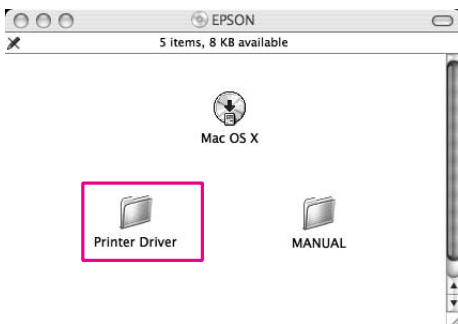 EPSON
5 items, 8 KB available
Mac OS X
Printer Driver
MANUAL